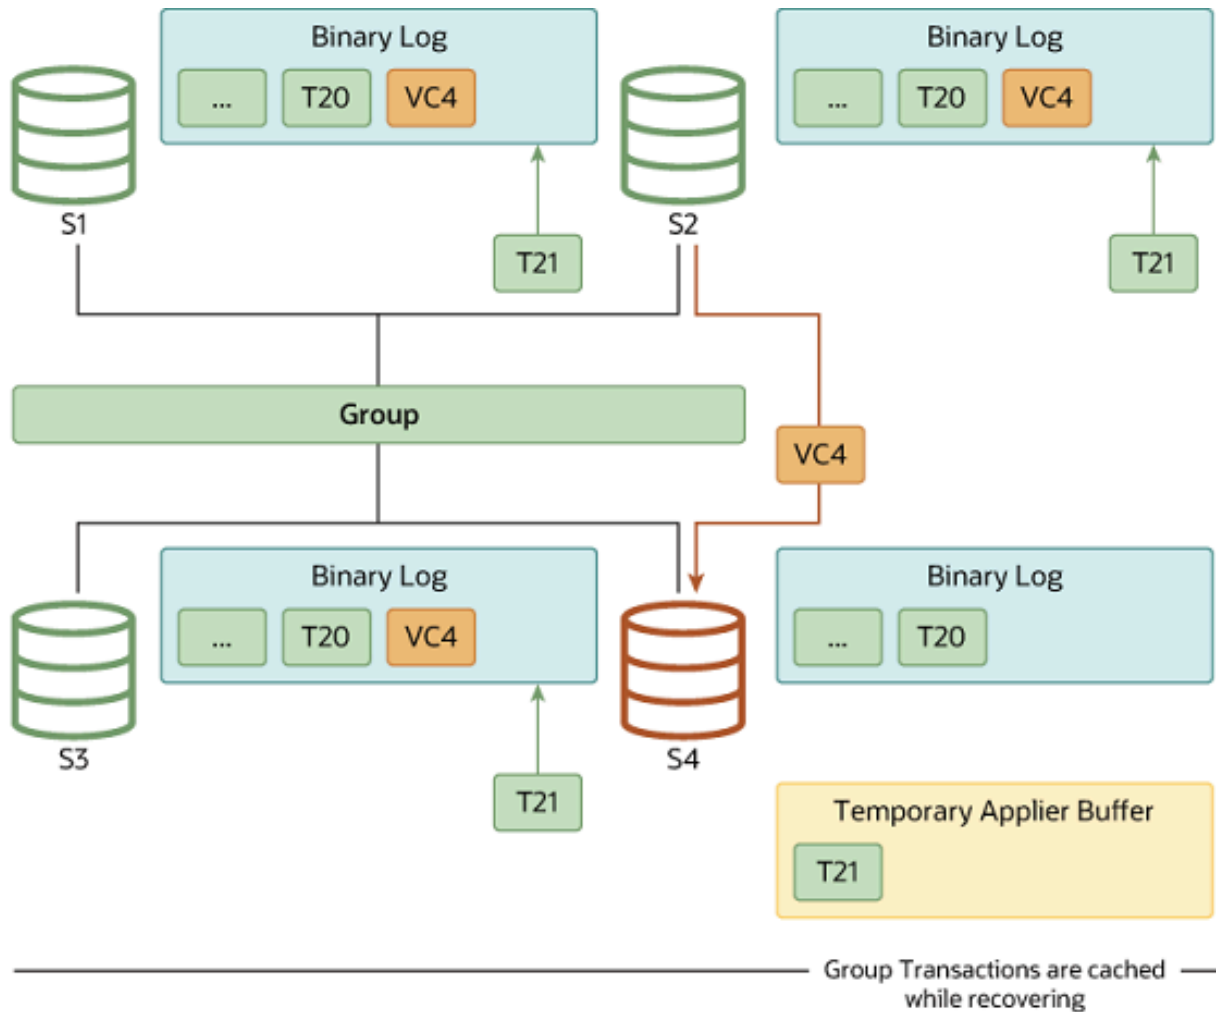 Binary Log
... T20 VC4
S1
T21
Binary Log
... T20 VC4
S2
T21
Group
VC4
Binary Log
... T20 VC4
S3
T21
Binary Log
... T20
S4
Temporary Applier Buffer
T21
Group Transactions are cached
while recovering